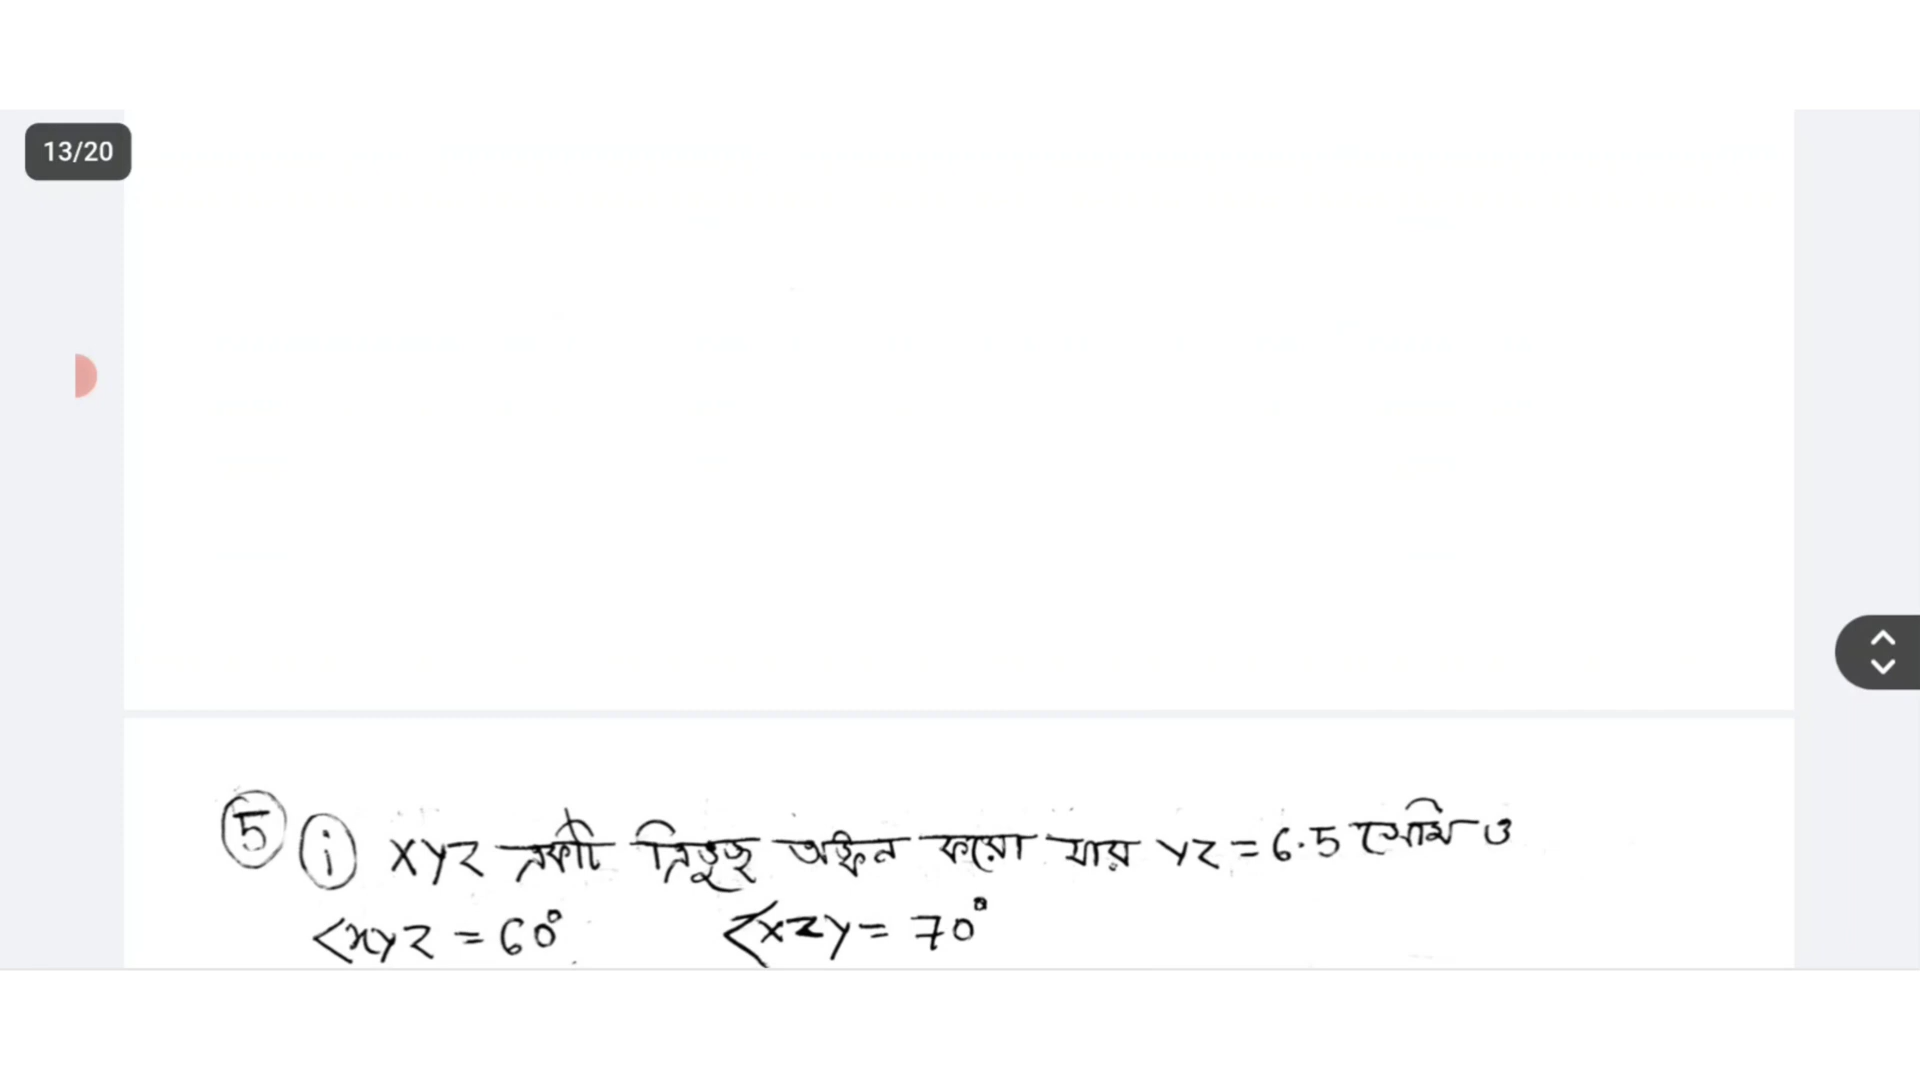 13/20
5 i XYZ একটি ত্রিভুজ অঙ্কন করো যার YZ = 6.5 সেমি ও
<XYZ = 60° <XZY = 70°